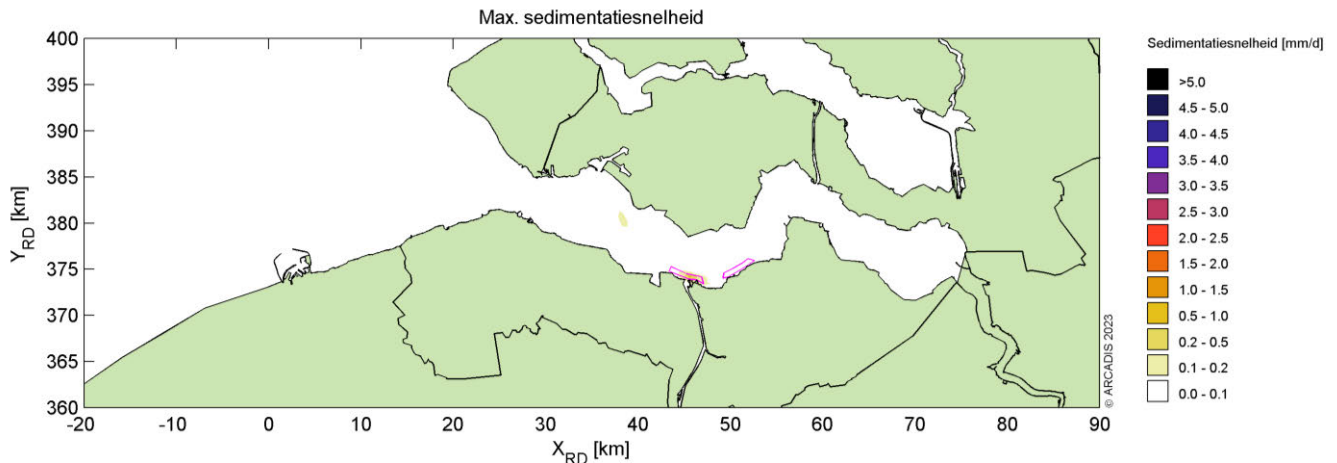 Max. sedimentatiesnelheid
400
395
390
385
380
375
370
365
360
Y_RD [km]
-20 -10 0 10 20 30 40 50 60 70 80 90
X_RD [km]
© ARCADIS 2023
Sedimentatiesnelheid [mm/d]
>5.0
4.5 - 5.0
4.0 - 4.5
3.5 - 4.0
3.0 - 3.5
2.5 - 3.0
2.0 - 2.5
1.5 - 2.0
1.0 - 1.5
0.5 - 1.0
0.2 - 0.5
0.1 - 0.2
0.0 - 0.1